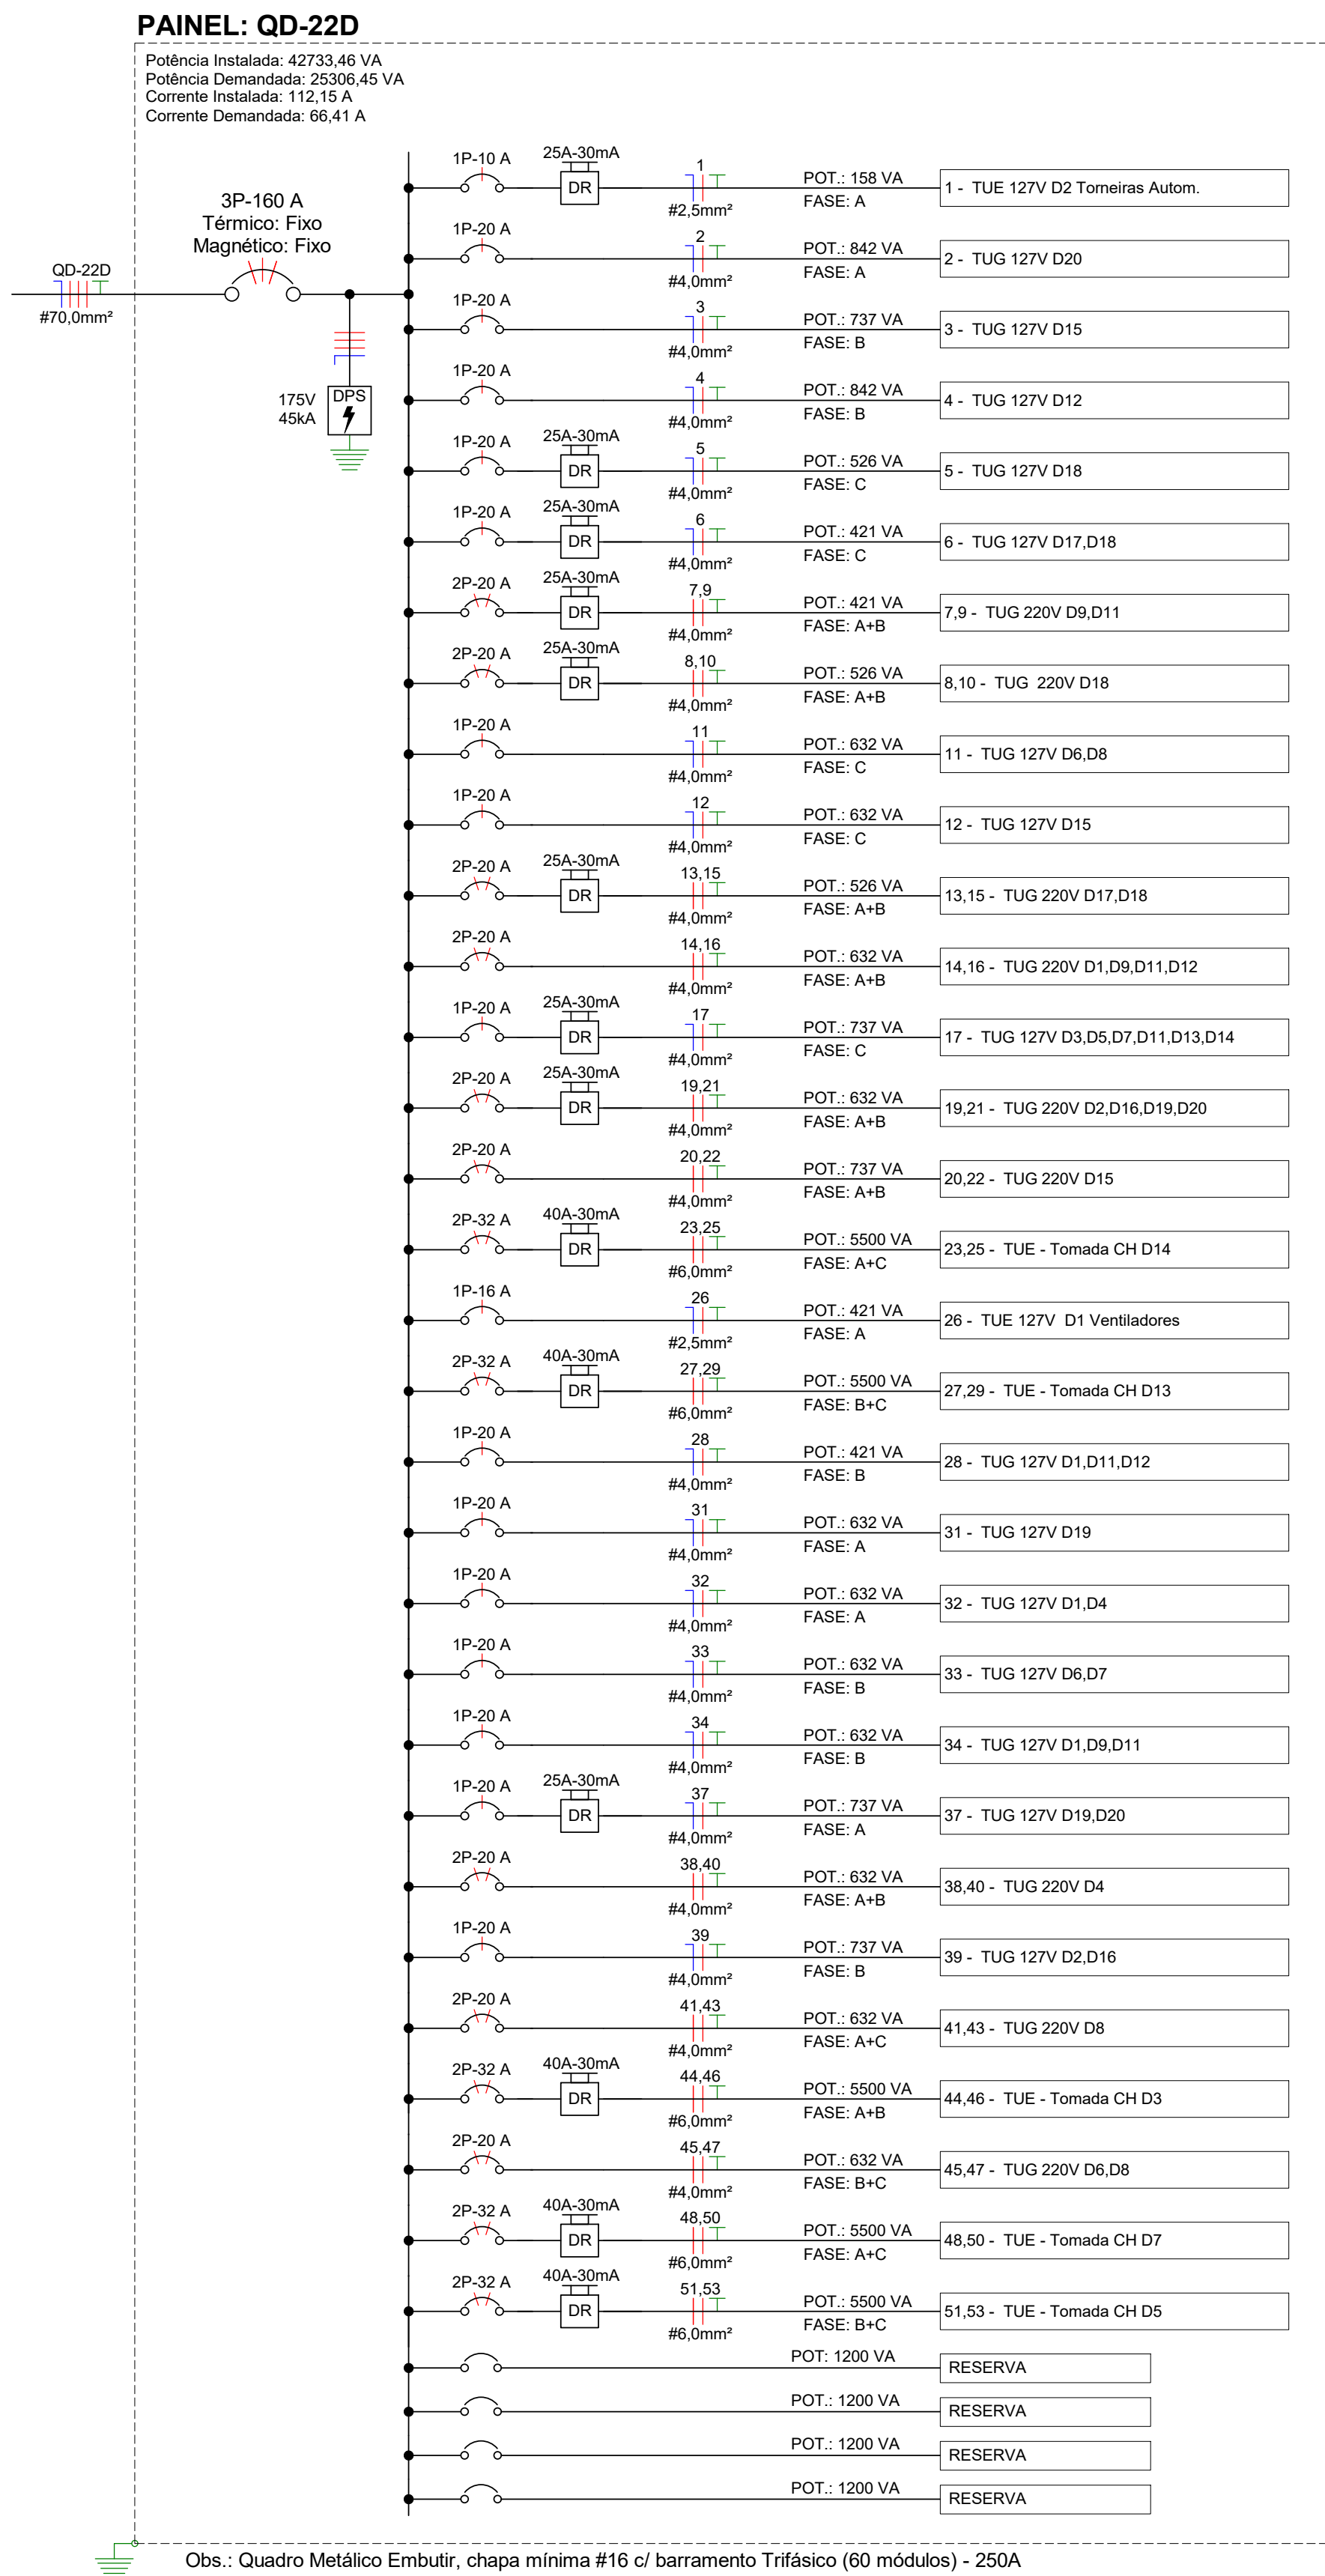 PAINEL: QD-22D
Potência Instalada: 42733,46 VA
Potência Demandada: 25306,45 VA
Corrente Instalada: 112,15 A
Corrente Demandada: 66,41 A
3P-160 A
Térmico: Fixo
Magnético: Fixo
QD-22D
#70,0mm²
175V
45kA
DPS
1P-10 A 25A-30mA DR 1 #2,5mm² POT.: 158 VA FASE: A 1 - TUE 127V D2 Torneiras Autom.
1P-20 A 2 #4,0mm² POT.: 842 VA FASE: A 2 - TUG 127V D20
1P-20 A 3 #4,0mm² POT.: 737 VA FASE: B 3 - TUG 127V D15
1P-20 A 4 #4,0mm² POT.: 842 VA FASE: B 4 - TUG 127V D12
1P-20 A 25A-30mA DR 5 #4,0mm² POT.: 526 VA FASE: C 5 - TUG 127V D18
1P-20 A 25A-30mA DR 6 #4,0mm² POT.: 421 VA FASE: C 6 - TUG 127V D17,D18
2P-20 A 25A-30mA DR 7,9 #4,0mm² POT.: 421 VA FASE: A+B 7,9 - TUG 220V D9,D11
2P-20 A 25A-30mA DR 8,10 #4,0mm² POT.: 526 VA FASE: A+B 8,10 - TUG 220V D18
1P-20 A 11 #4,0mm² POT.: 632 VA FASE: C 11 - TUG 127V D6,D8
1P-20 A 12 #4,0mm² POT.: 632 VA FASE: C 12 - TUG 127V D15
2P-20 A 25A-30mA DR 13,15 #4,0mm² POT.: 526 VA FASE: A+B 13,15 - TUG 220V D17,D18
2P-20 A 14,16 #4,0mm² POT.: 632 VA FASE: A+B 14,16 - TUG 220V D1,D9,D11,D12
1P-20 A 25A-30mA DR 17 #4,0mm² POT.: 737 VA FASE: C 17 - TUG 127V D3,D5,D7,D11,D13,D14
2P-20 A 25A-30mA DR 19,21 #4,0mm² POT.: 632 VA FASE: A+B 19,21 - TUG 220V D2,D16,D19,D20
2P-20 A 20,22 #4,0mm² POT.: 737 VA FASE: A+B 20,22 - TUG 220V D15
2P-32 A 40A-30mA DR 23,25 #6,0mm² POT.: 5500 VA FASE: A+C 23,25 - TUE - Tomada CH D14
1P-16 A 26 #2,5mm² POT.: 421 VA FASE: A 26 - TUE 127V D1 Ventiladores
2P-32 A 40A-30mA DR 27,29 #6,0mm² POT.: 5500 VA FASE: B+C 27,29 - TUE - Tomada CH D13
1P-20 A 28 #4,0mm² POT.: 421 VA FASE: B 28 - TUG 127V D1,D11,D12
1P-20 A 31 #4,0mm² POT.: 632 VA FASE: A 31 - TUG 127V D19
1P-20 A 32 #4,0mm² POT.: 632 VA FASE: A 32 - TUG 127V D1,D4
1P-20 A 33 #4,0mm² POT.: 632 VA FASE: B 33 - TUG 127V D6,D7
1P-20 A 34 #4,0mm² POT.: 632 VA FASE: B 34 - TUG 127V D1,D9,D11
1P-20 A 25A-30mA DR 37 #4,0mm² POT.: 737 VA FASE: A 37 - TUG 127V D19,D20
2P-20 A 38,40 #4,0mm² POT.: 632 VA FASE: A+B 38,40 - TUG 220V D4
1P-20 A 39 #4,0mm² POT.: 737 VA FASE: B 39 - TUG 127V D2,D16
2P-20 A 41,43 #4,0mm² POT.: 632 VA FASE: A+C 41,43 - TUG 220V D8
2P-32 A 40A-30mA DR 44,46 #6,0mm² POT.: 5500 VA FASE: A+B 44,46 - TUE - Tomada CH D3
2P-20 A 45,47 #4,0mm² POT.: 632 VA FASE: B+C 45,47 - TUG 220V D6,D8
2P-32 A 40A-30mA DR 48,50 #6,0mm² POT.: 5500 VA FASE: A+C 48,50 - TUE - Tomada CH D7
2P-32 A 40A-30mA DR 51,53 #6,0mm² POT.: 5500 VA FASE: B+C 51,53 - TUE - Tomada CH D5
POT: 1200 VA RESERVA
POT.: 1200 VA RESERVA
POT.: 1200 VA RESERVA
POT.: 1200 VA RESERVA
Obs.: Quadro Metálico Embutir, chapa mínima #16 c/ barramento Trifásico (60 módulos) - 250A